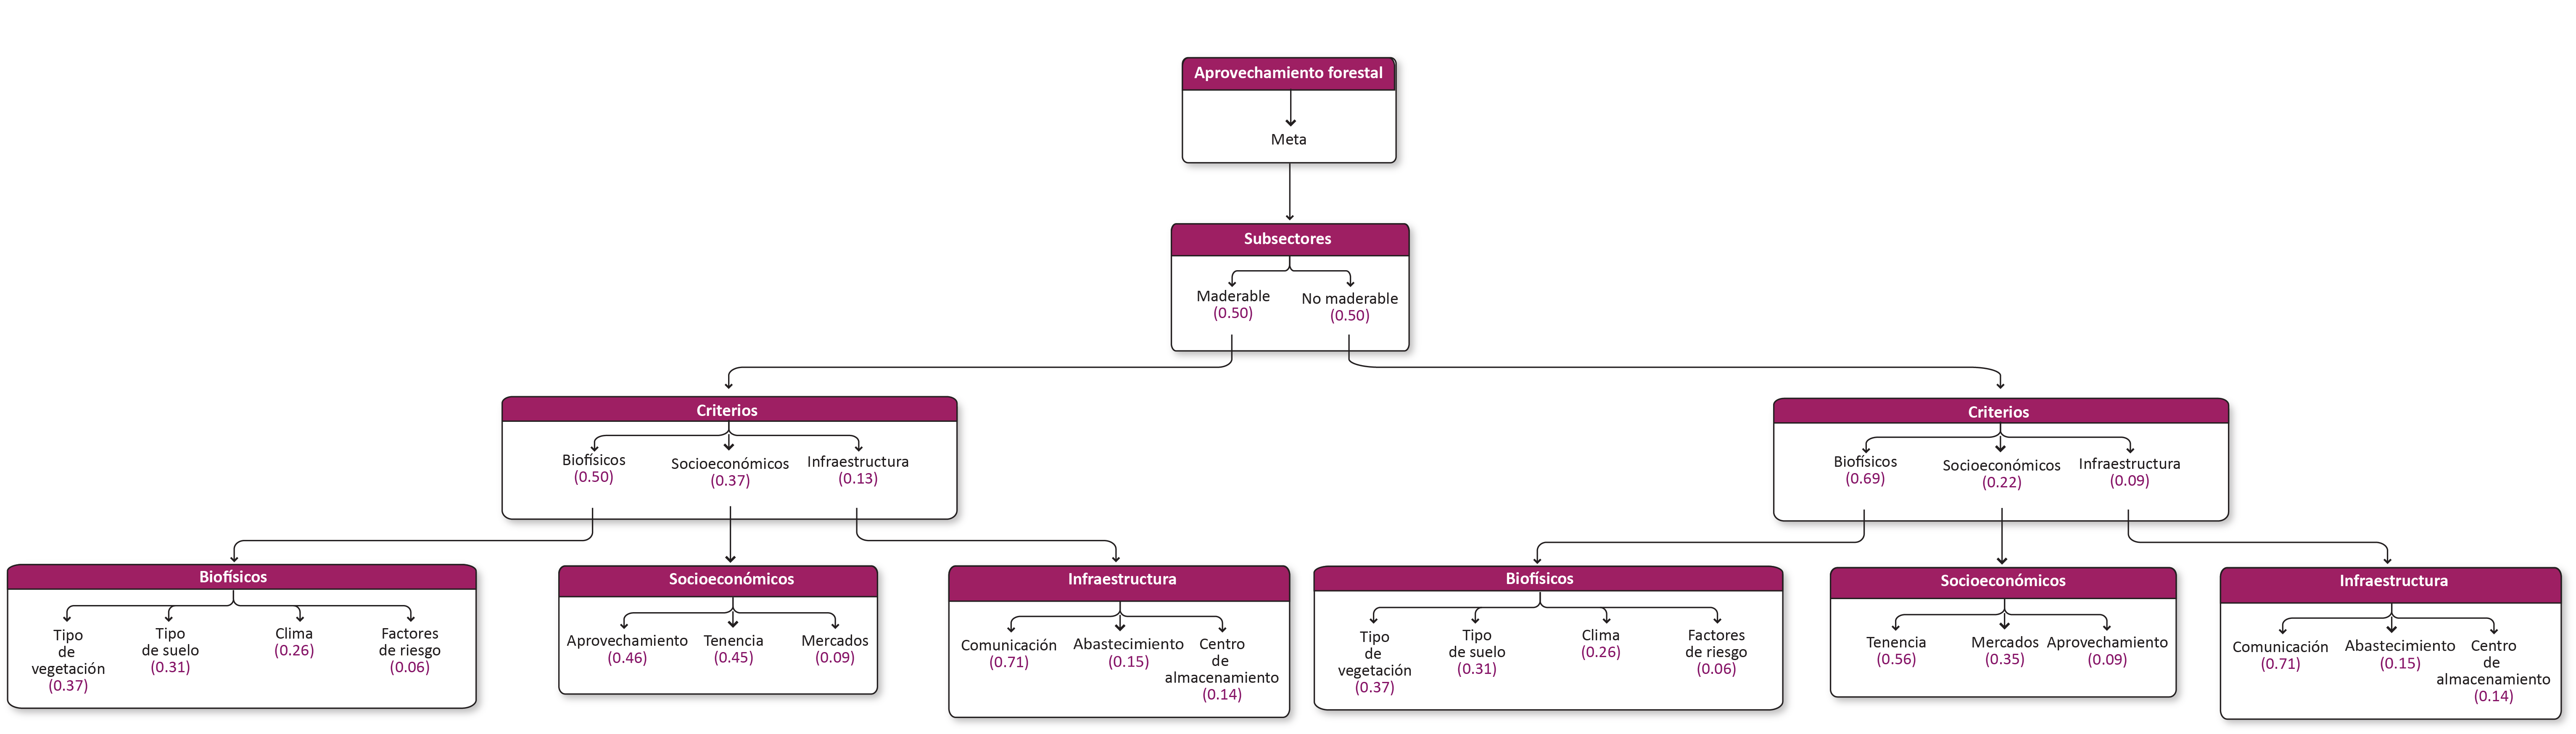 Aprovechamiento forestal
Meta
Subsectores
Maderable
(0.50)
No maderable
(0.50)
Criterios
Biofísicos
(0.50)
Socioeconómicos
(0.37)
Infraestructura
(0.13)
Criterios
Biofísicos
(0.69)
Socioeconómicos
(0.22)
Infraestructura
(0.09)
Biofísicos
Tipo
de
vegetación
(0.37)
Tipo
de suelo
(0.31)
Clima
(0.26)
Factores
de riesgo
(0.06)
Socioeconómicos
Aprovechamiento
(0.46)
Tenencia
(0.45)
Mercados
(0.09)
Infraestructura
Comunicación
(0.71)
Abastecimiento
(0.15)
Centro
de
almacenamiento
(0.14)
Biofísicos
Tipo
de
vegetación
(0.37)
Tipo
de suelo
(0.31)
Clima
(0.26)
Factores
de riesgo
(0.06)
Socioeconómicos
Tenencia
(0.56)
Mercados
(0.35)
Aprovechamiento
(0.09)
Infraestructura
Comunicación
(0.71)
Abastecimiento
(0.15)
Centro
de
almacenamiento
(0.14)